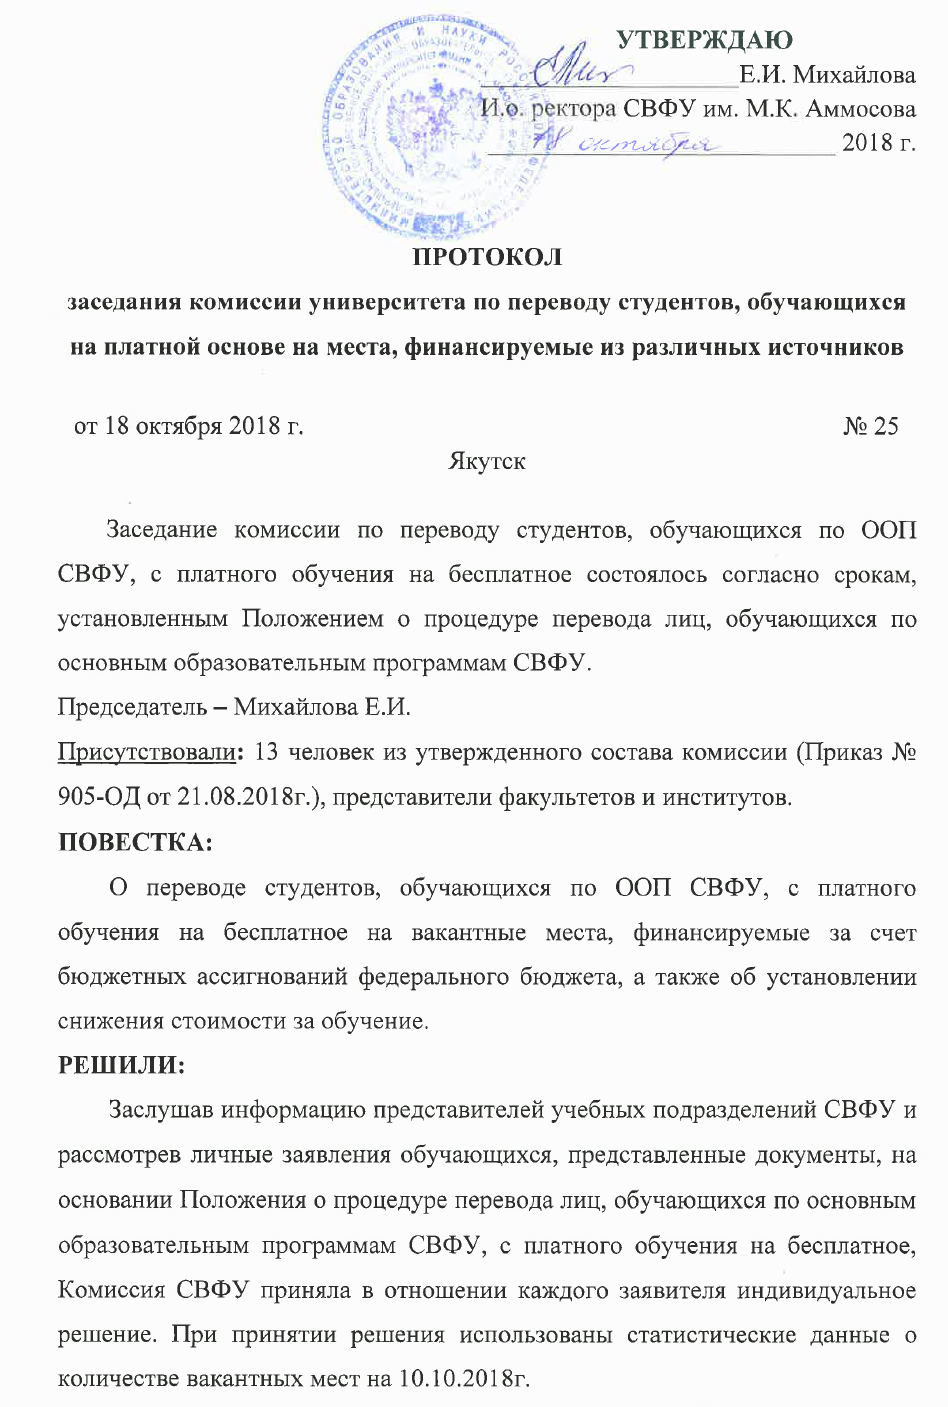 УТВЕРЖДАЮ
Е.И. Михайлова
И.о. ректора СВФУ им. М.К. Аммосова
18 октября 2018 г.
ПРОТОКОЛ
заседания комиссии университета по переводу студентов, обучающихся
на платной основе на места, финансируемые из различных источников
от 18 октября 2018 г. № 25
Якутск
Заседание комиссии по переводу студентов, обучающихся по ООП
СВФУ, с платного обучения на бесплатное состоялось согласно срокам,
установленным Положением о процедуре перевода лиц, обучающихся по
основным образовательным программам СВФУ.
Председатель – Михайлова Е.И.
Присутствовали: 13 человек из утвержденного состава комиссии (Приказ №
905-ОД от 21.08.2018г.), представители факультетов и институтов.
ПОВЕСТКА:
О переводе студентов, обучающихся по ООП СВФУ, с платного
обучения на бесплатное на вакантные места, финансируемые за счет
бюджетных ассигнований федерального бюджета, а также об установлении
снижения стоимости за обучение.
РЕШИЛИ:
Заслушав информацию представителей учебных подразделений СВФУ и
рассмотрев личные заявления обучающихся, представленные документы, на
основании Положения о процедуре перевода лиц, обучающихся по основным
образовательным программам СВФУ, с платного обучения на бесплатное,
Комиссия СВФУ приняла в отношении каждого заявителя индивидуальное
решение. При принятии решения использованы статистические данные о
количестве вакантных мест на 10.10.2018г.